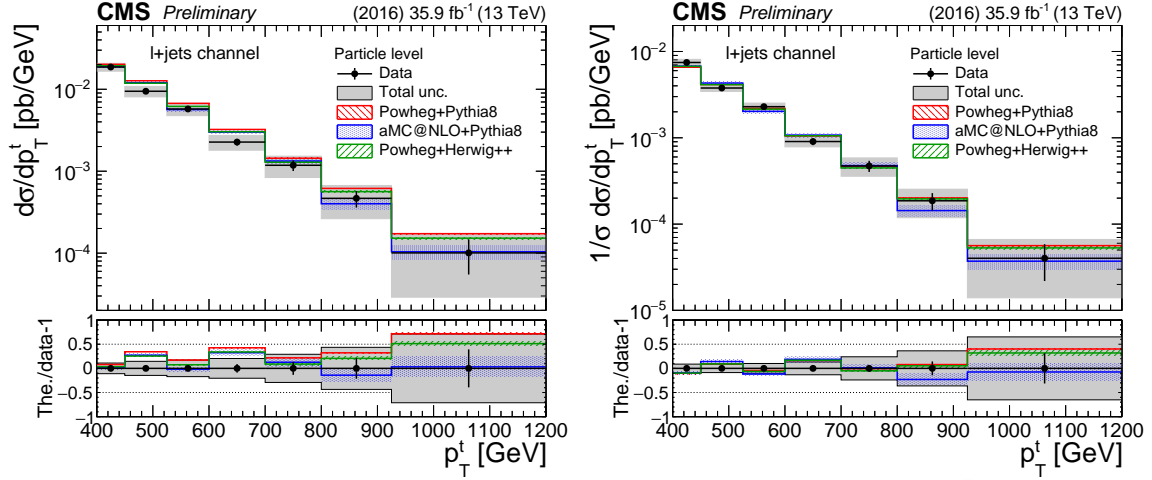 CMS Preliminary (2016) 35.9 fb⁻¹ (13 TeV)
dσ/dpₜᵗ [pb/GeV]
l+jets channel
Particle level
Data
Total unc.
Powheg+Pythia8
aMC@NLO+Pythia8
Powheg+Herwig++
10⁻²
10⁻³
10⁻⁴
The./data-1
1
0.5
0
−0.5
−1
400 500 600 700 800 900 1000 1100 1200
pₜᵗ [GeV]
CMS Preliminary (2016) 35.9 fb⁻¹ (13 TeV)
1/σ dσ/dpₜᵗ [pb/GeV]
l+jets channel
Particle level
Data
Total unc.
Powheg+Pythia8
aMC@NLO+Pythia8
Powheg+Herwig++
10⁻²
10⁻³
10⁻⁴
10⁻⁵
The./data-1
1
0.5
0
−0.5
−1
400 500 600 700 800 900 1000 1100 1200
pₜᵗ [GeV]